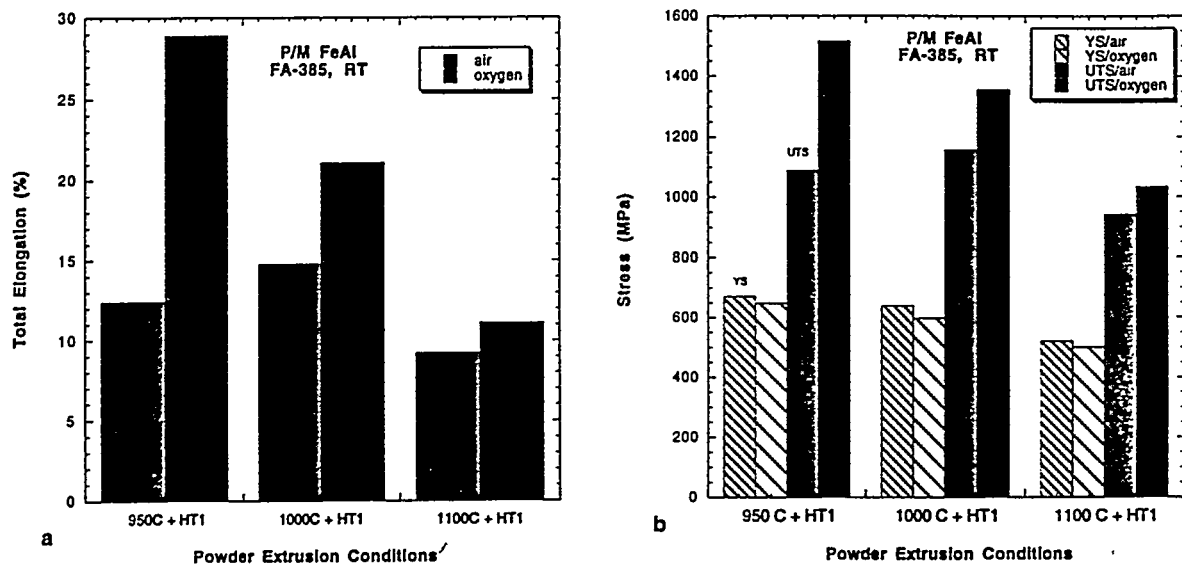 30
25
20
15
10
5
0
Total Elongation (%)
P/M FeAl
FA-385, RT
air
oxygen
950C + HT1
1000C + HT1
1100C + HT1
a
Powder Extrusion Conditions
1600
1400
1200
1000
800
600
400
200
000
Stross (MPa)
P/M FeAl
FA-385, RT
YS/air
YS/oxygen
UTS/air
UTS/oxygen
UTS
YS
950 C + HT1
1000 C + HT1
1100 C + HT1
b
Powder Extrusion Conditions